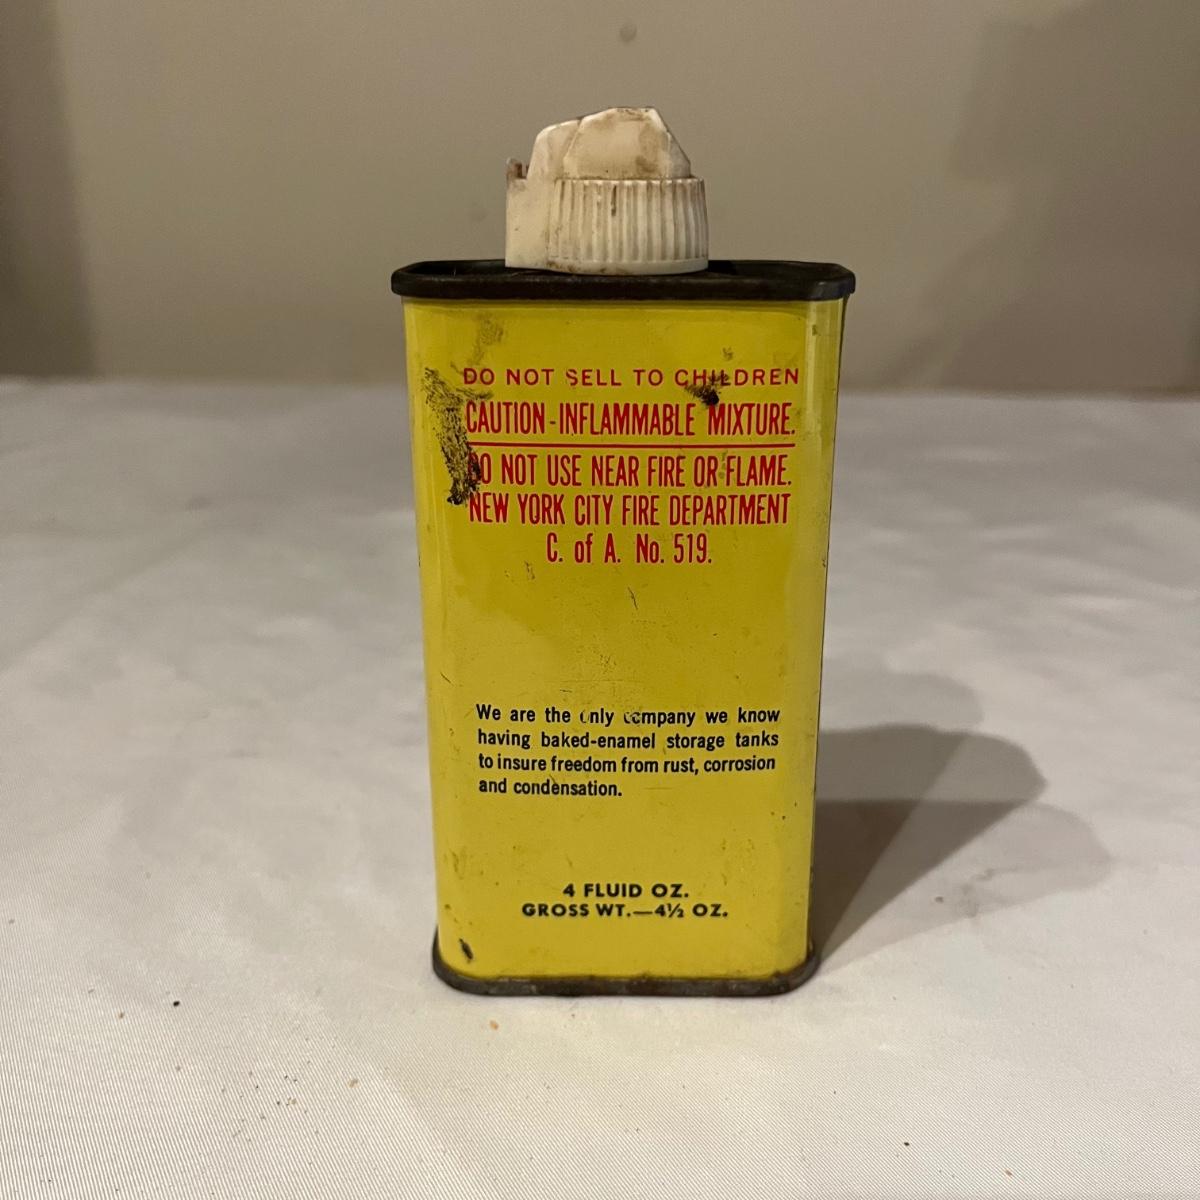 DO NOT SELL TO CHILDREN
CAUTION-INFLAMMABLE MIXTURE.
DO NOT USE NEAR FIRE OR FLAME.
NEW YORK CITY FIRE DEPARTMENT
C. of A. No. 519.
We are the only company we know
having baked-enamel storage tanks
to insure freedom from rust, corrosion
and condensation.
4 FLUID OZ.
GROSS WT.—4½ OZ.